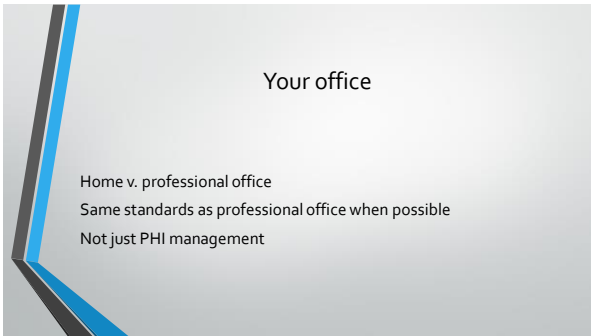 Your office
Home v. professional office
Same standards as professional office when possible
Not just PHI management